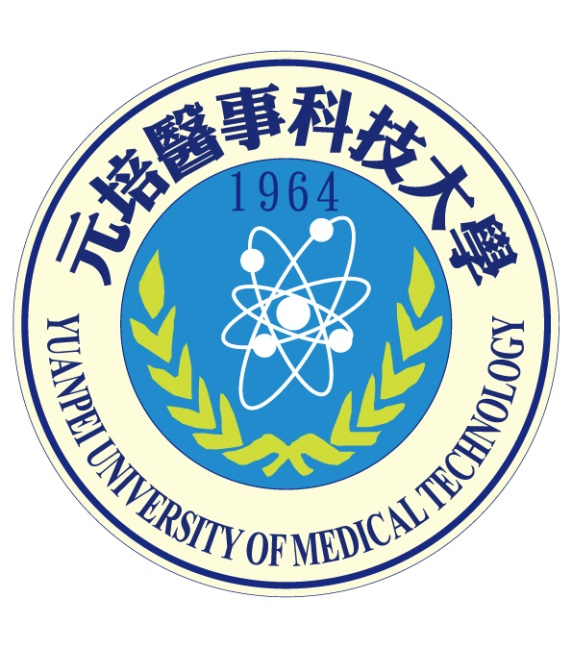 元培醫事科技大學
1964
YUANPEI UNIVERSITY OF MEDICAL TECHNOLOGY